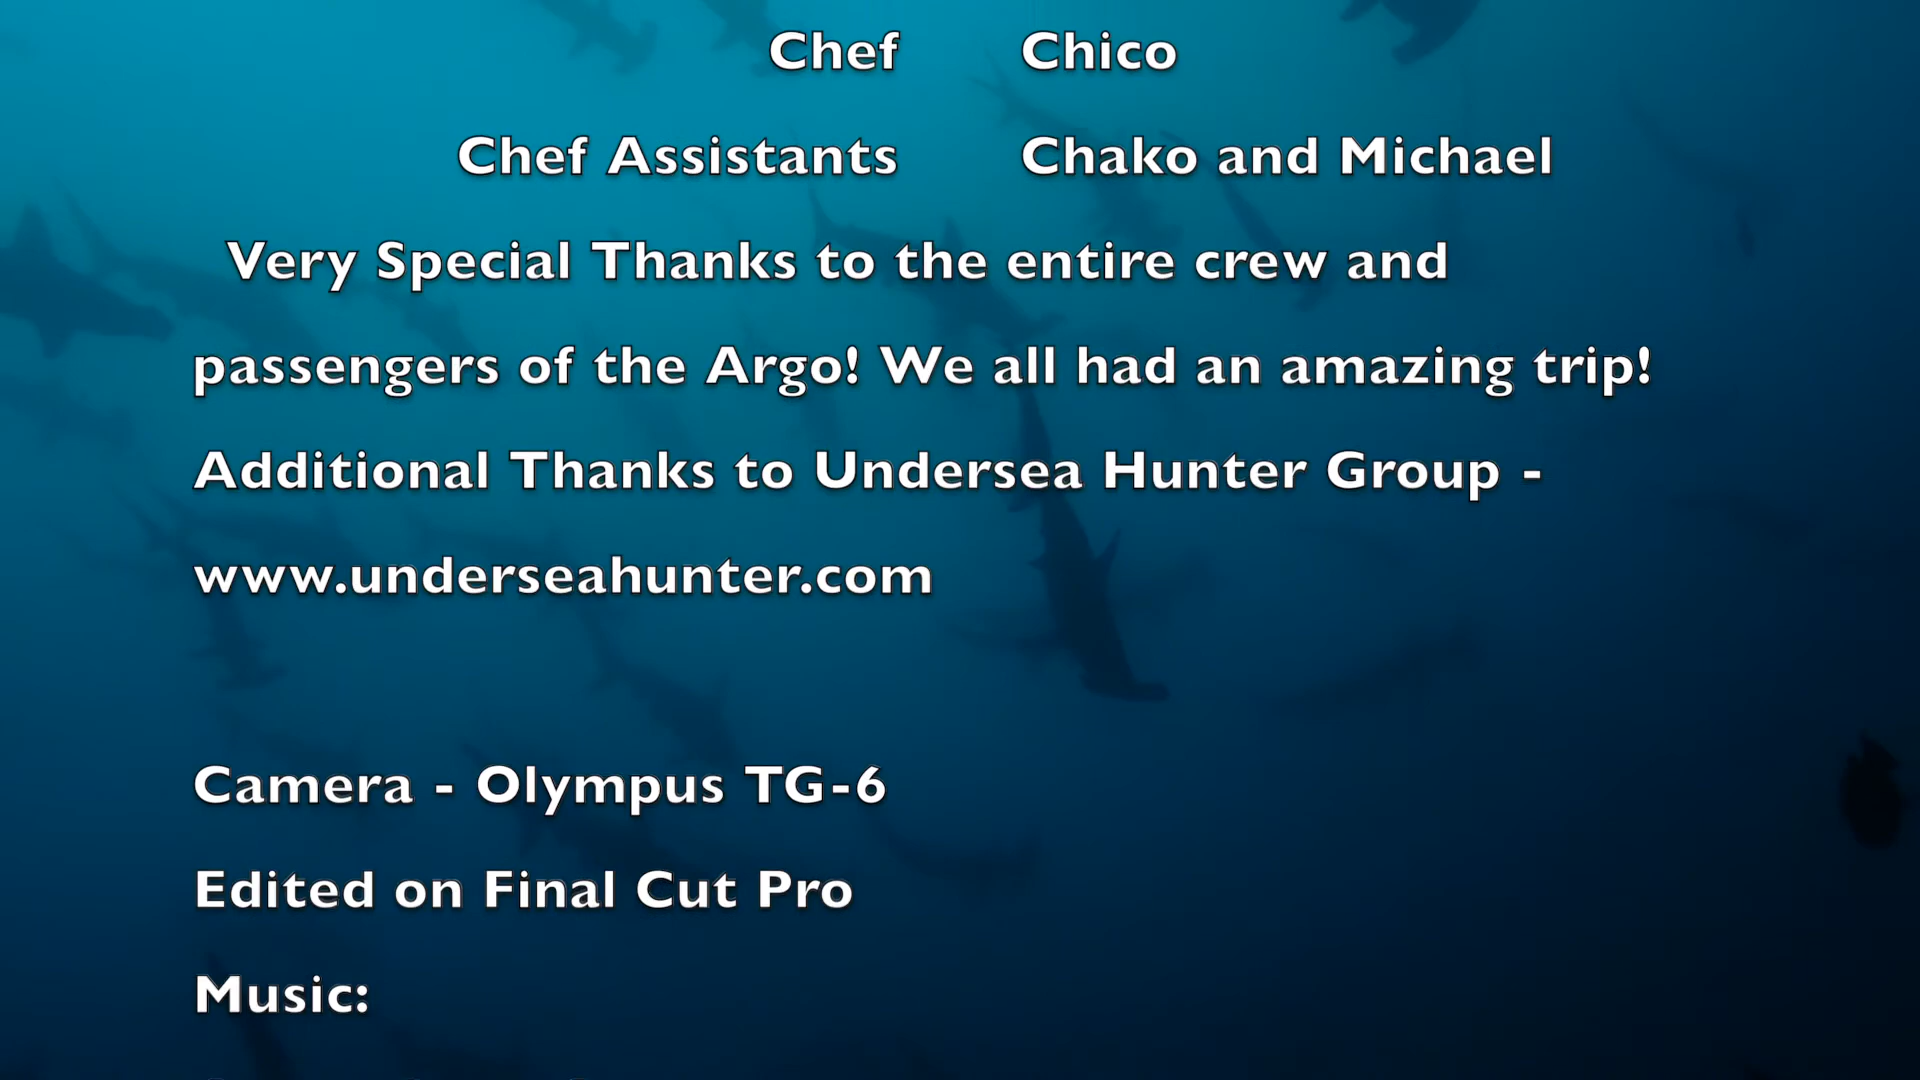 Chef Chico
Chef Assistants Chako and Michael
Very Special Thanks to the entire crew and
passengers of the Argo! We all had an amazing trip!
Additional Thanks to Undersea Hunter Group -
www.underseahunter.com
Camera - Olympus TG-6
Edited on Final Cut Pro
Music: